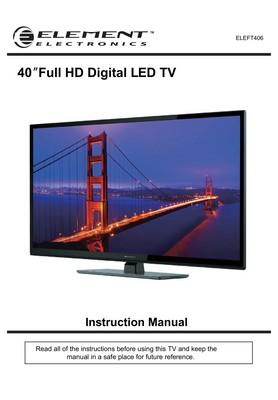 ELEMENT™
ELECTRONICS
ELEFT406
40″Full HD Digital LED TV
Instruction Manual
Read all of the instructions before using this TV and keep the
manual in a safe place for future reference.